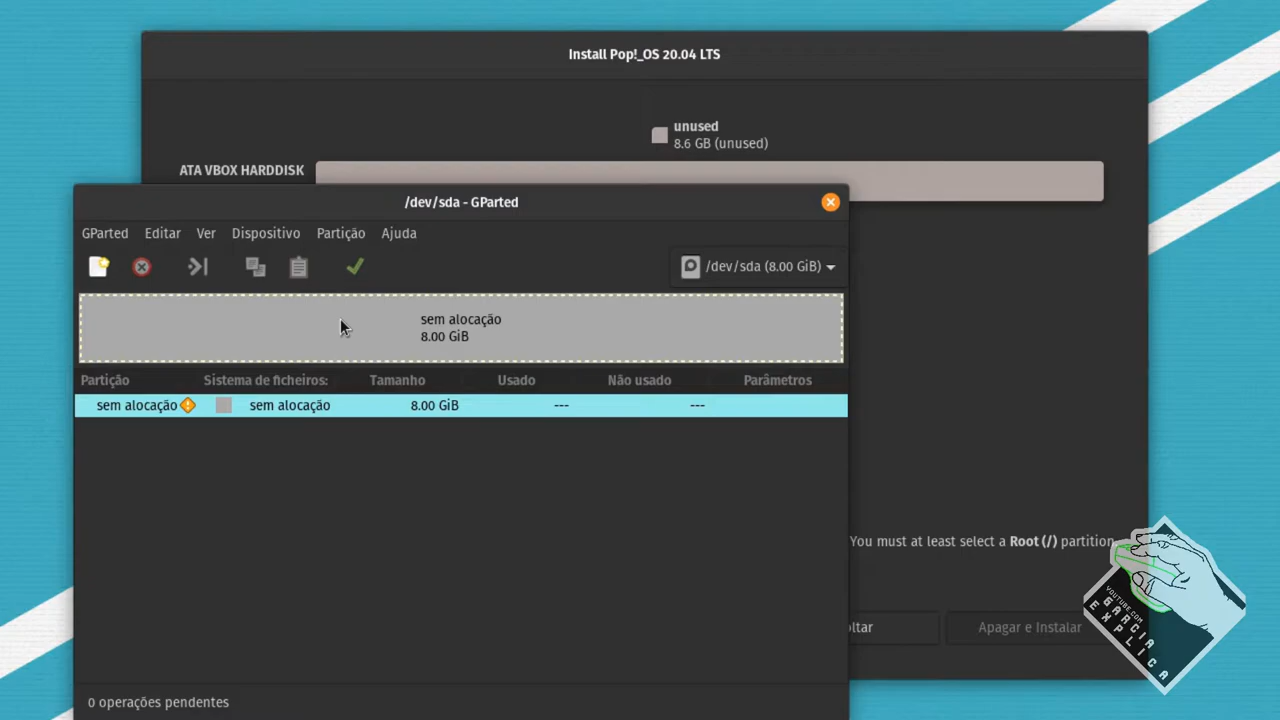 Install Pop!_OS 20.04 LTS
unused
8.6 GB (unused)
ATA VBOX HARDDISK
/dev/sda - GParted
GParted Editar Ver Dispositivo Partição Ajuda
/dev/sda (8.00 GiB)
sem alocação
8.00 GiB
Partição Sistema de ficheiros: Tamanho Usado Não usado Parâmetros
sem alocação sem alocação 8.00 GiB --- ---
You must at least select a Root (/) partition
oltar Apagar e Instalar
0 operações pendentes
YOUTUBE.COM
GARCIA
EXPLICA